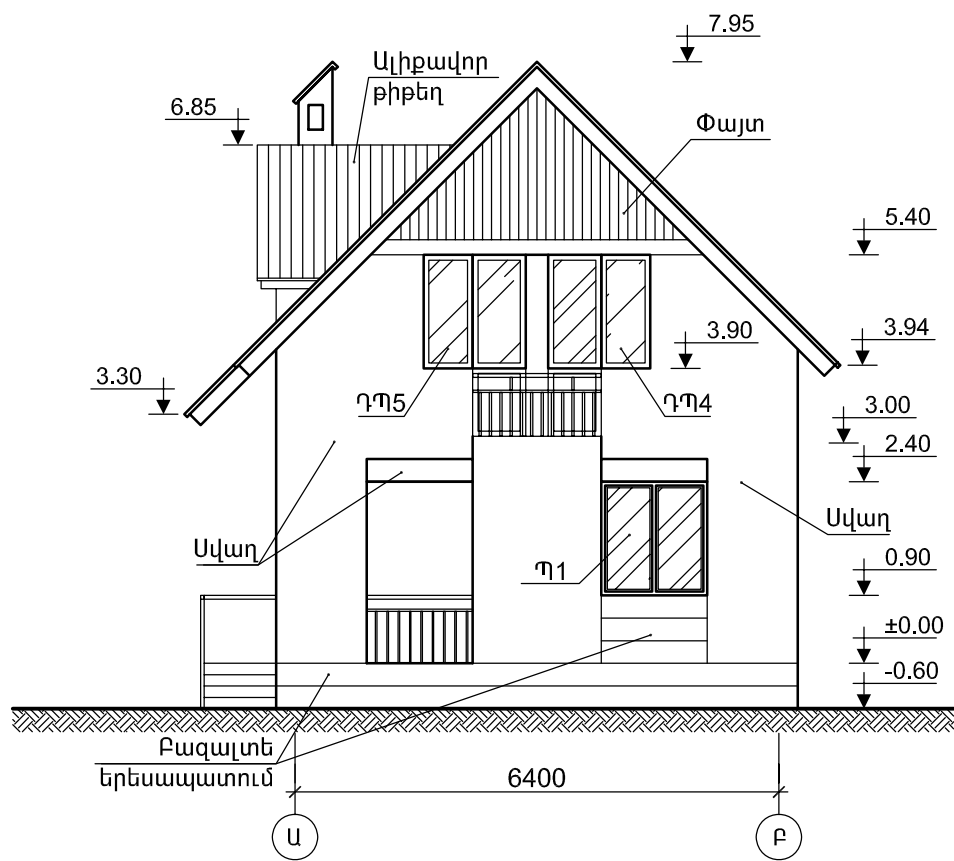 7.95
Ալիքավոր
թիթեղ
6.85
Փայտ
5.40
3.90
3.94
3.30
ԴՊ5
ԴՊ4
3.00
2.40
Սվաղ
Սվաղ
Պ1
0.90
±0.00
-0.60
Բազալտե
երեսապատում
6400
Ա
Բ